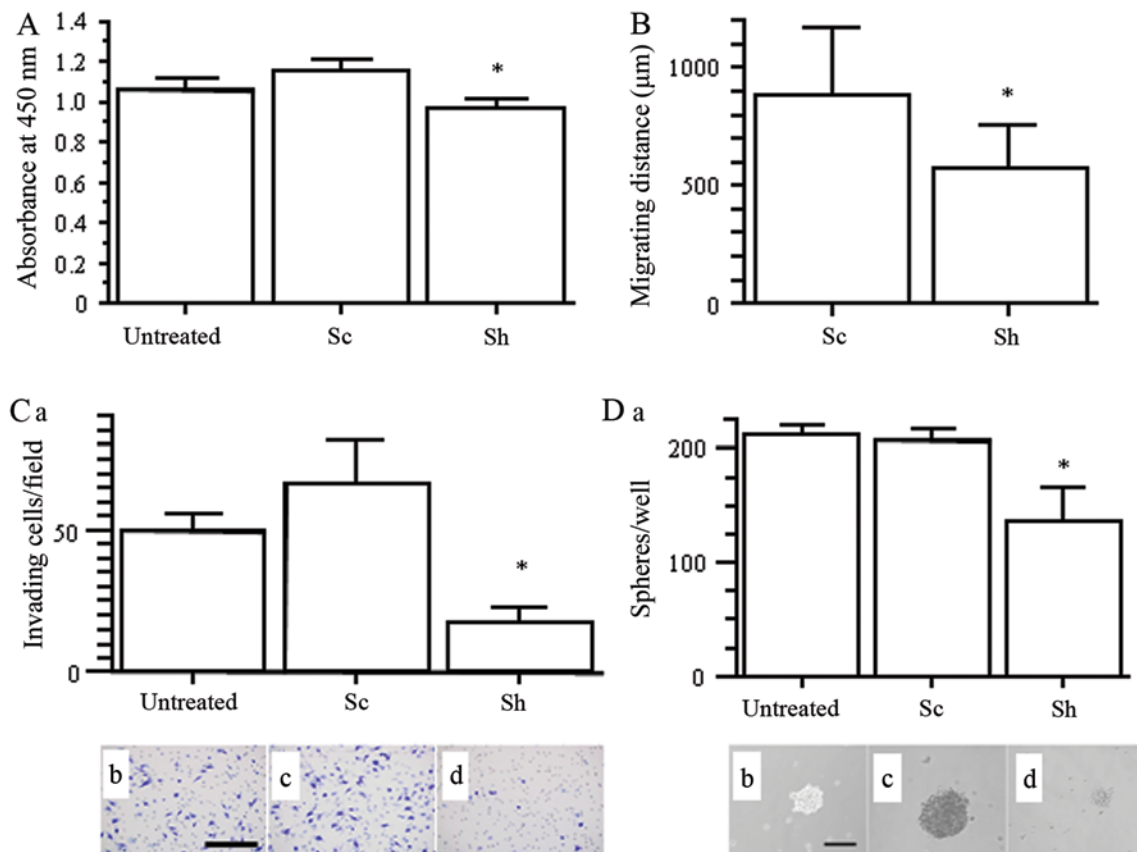 A
Absorbance at 450 nm
1.4
1.2
1.0
0.8
0.6
0.4
0.2
0
*
Untreated Sc Sh
B
Migrating distance (µm)
1000
500
0
*
Sc Sh
C a
Invading cells/field
50
0
*
Untreated Sc Sh
b c d
D a
Spheres/well
200
100
0
*
Untreated Sc Sh
b c d